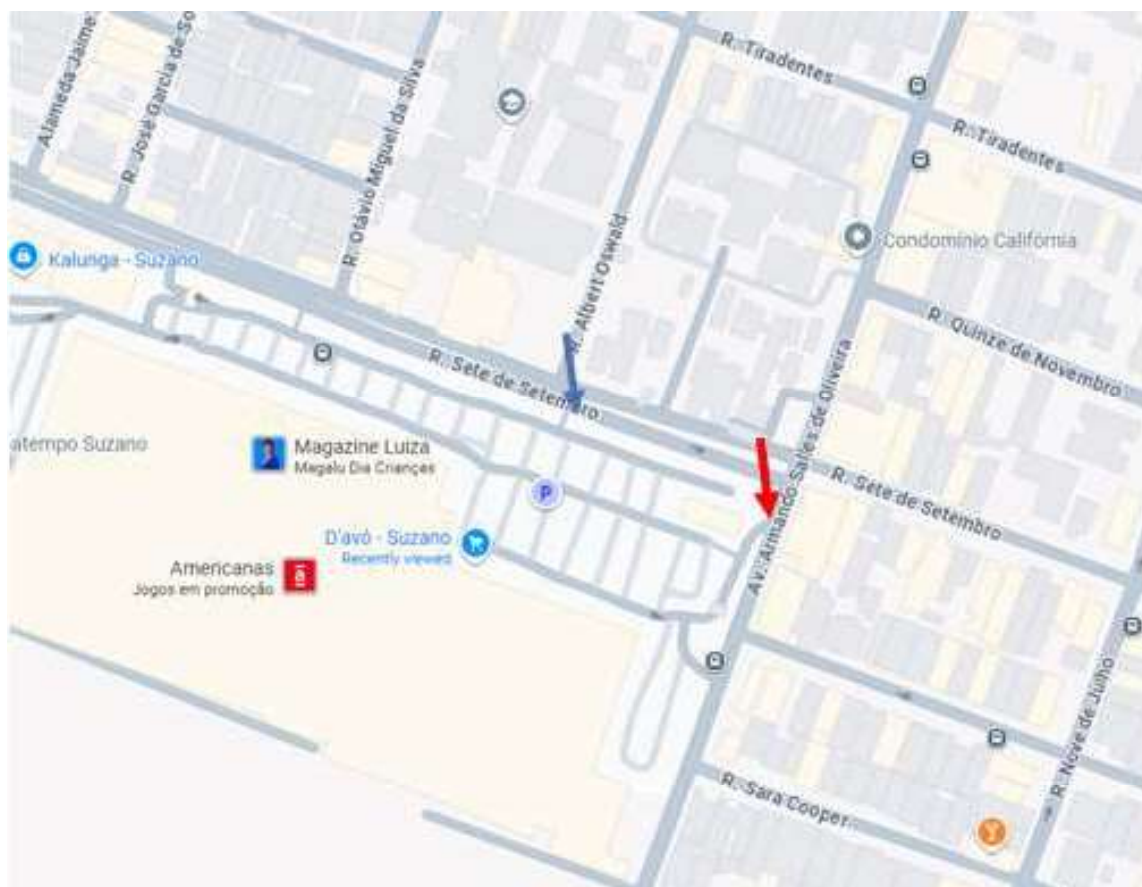 R. Tiradentes
R. Tiradentes
Alameda Jaime
R. José Garcia de So
R. Otávio Miguel da Silva
Albert Oswald
Condomínio Califórnia
Kalunga - Suzano
R. Quinze de Novembro
R. Sete de Setembro
Av. Armando Salles de Oliveira
atempo Suzano
Magazine Luiza
Magalu Dia Crianças
R. Sete de Setembro
P
D'avó - Suzano
Recently viewed
Americanas
Jogos em promoção
R. Nove de Julho
R. Sara Cooper